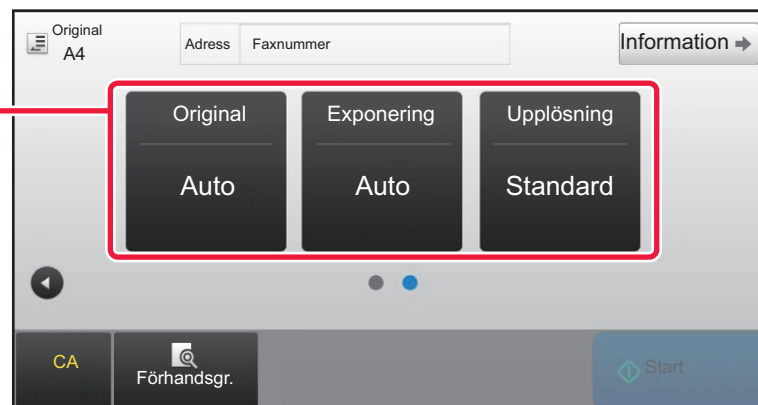 Original
A4
Adress Faxnummer
Information
Original Exponering Upplösning
Auto Auto Standard
CA
Förhandsgr.
Start